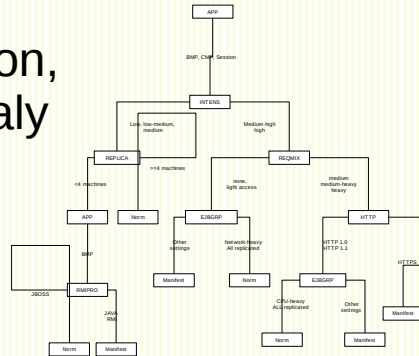 on,
aly
APP
BMP, CMP, Session
INTENS
Low, low-medium,
medium
Medium-high
high
REPLICA
REQMIX
>=4 machines
<4 machines
none,
light access
medium
medium-heavy
heavy
APP
Norm
EJBGRP
HTTP
Other
settings
Network-heavy
All replicated
HTTP 1.0
HTTP 1.1
BMP
HTTPS
Manifest
Norm
EJBGRP
RMIPRO
JBOSS
JAVA
RMI
CPU-heavy
ALL-replicated
Other
settings
Manifest
Norm
Manifest
Norm
Manifest